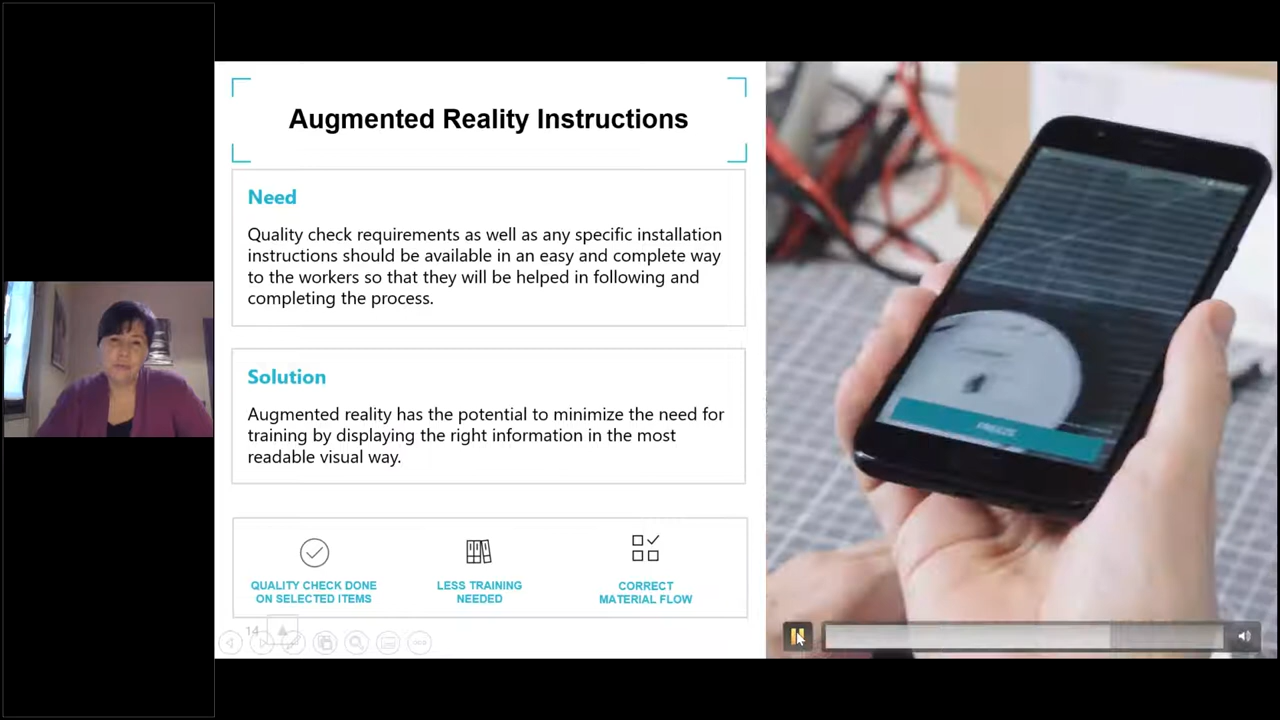 Augmented Reality Instructions
Need
Quality check requirements as well as any specific installation
instructions should be available in an easy and complete way
to the workers so that they will be helped in following and
completing the process.
Solution
Augmented reality has the potential to minimize the need for
training by displaying the right information in the most
readable visual way.
QUALITY CHECK DONE
ON SELECTED ITEMS
LESS TRAINING
NEEDED
CORRECT
MATERIAL FLOW
14
FREEZE